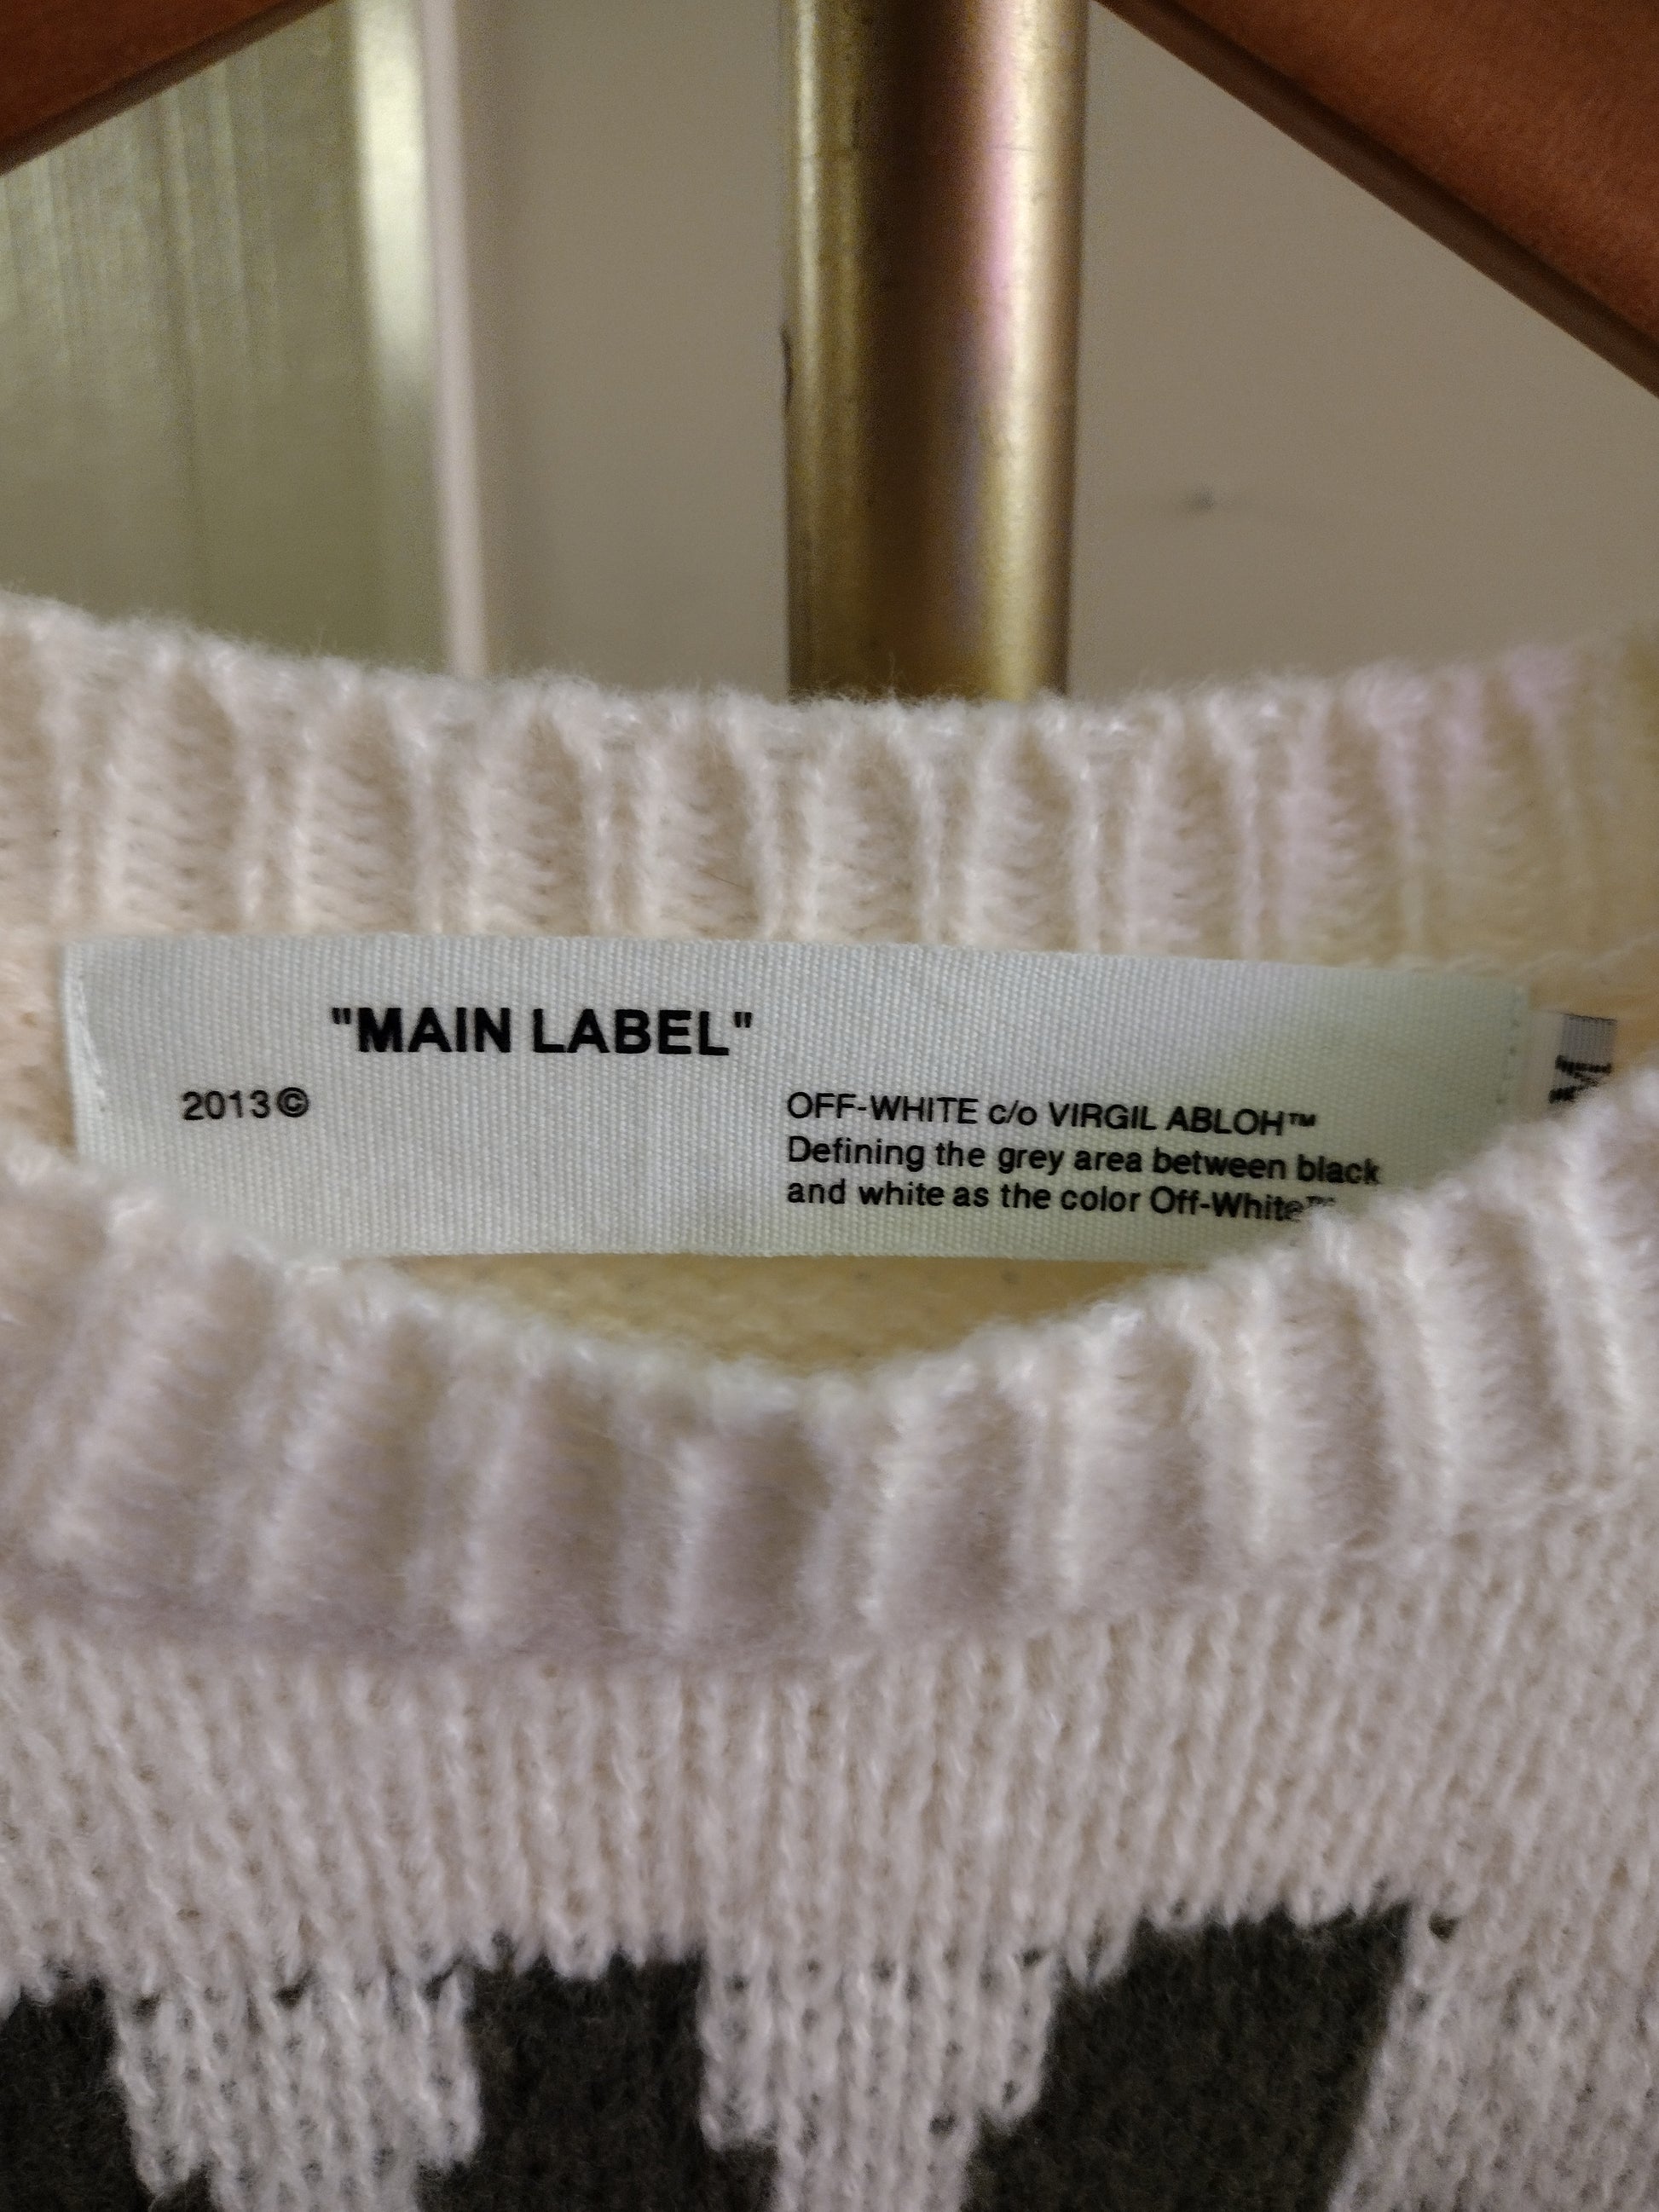 "MAIN LABEL"
2013©
OFF-WHITE c/o VIRGIL ABLOH™
Defining the grey area between black
and white as the color Off-White™
M